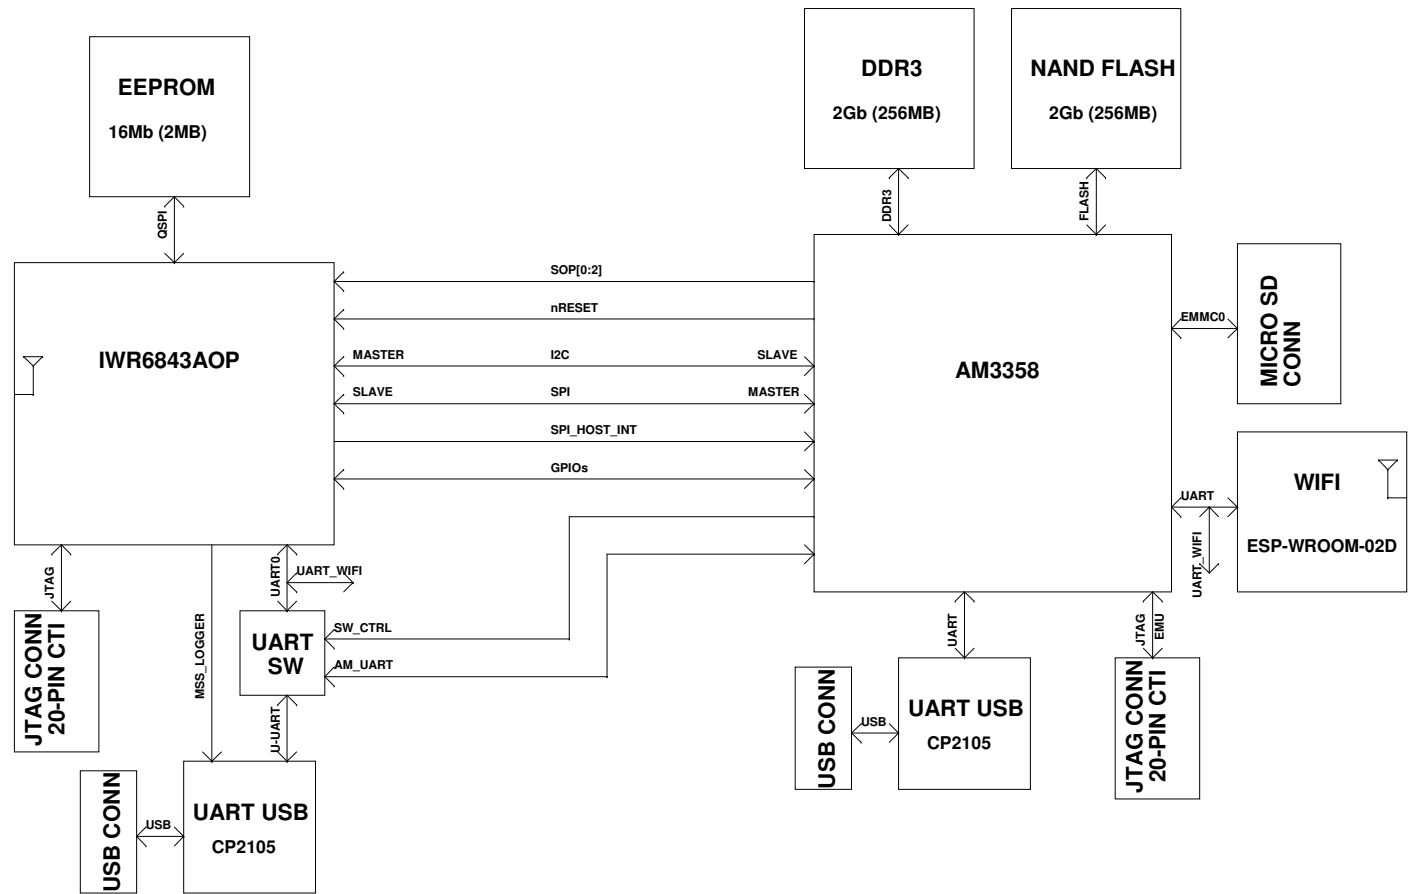 EEPROM
16Mb (2MB)
DDR3
2Gb (256MB)
NAND FLASH
2Gb (256MB)
QSPI
DDR3
FLASH
IWR6843AOP
SOP[0:2]
nRESET
MASTER I2C SLAVE
SLAVE SPI MASTER
SPI_HOST_INT
GPIOs
AM3358
EMMC0
MICRO SD
CONN
UART
UART_WIFI
WIFI
ESP-WROOM-02D
JTAG
JTAG CONN
20-PIN CTI
MSS_LOGGER
UART0
UART_WIFI
UART
SW
SW_CTRL
AM_UART
U-UART
USB CONN
USB
UART USB
CP2105
UART
USB CONN
USB
UART USB
CP2105
JTAG
EMU
JTAG CONN
20-PIN CTI